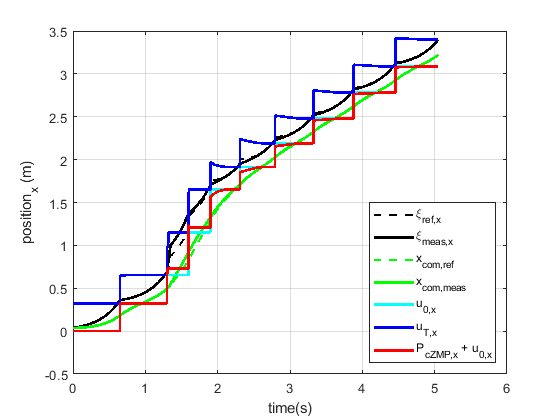 3.5
3
2.5
2
1.5
1
0.5
0
-0.5
position_x (m)
0
1
2
3
4
5
6
time(s)
ξ_ref,x
ξ_meas,x
x_com,ref
x_com,meas
u_0,x
u_T,x
P_cZMP,x + u_0,x